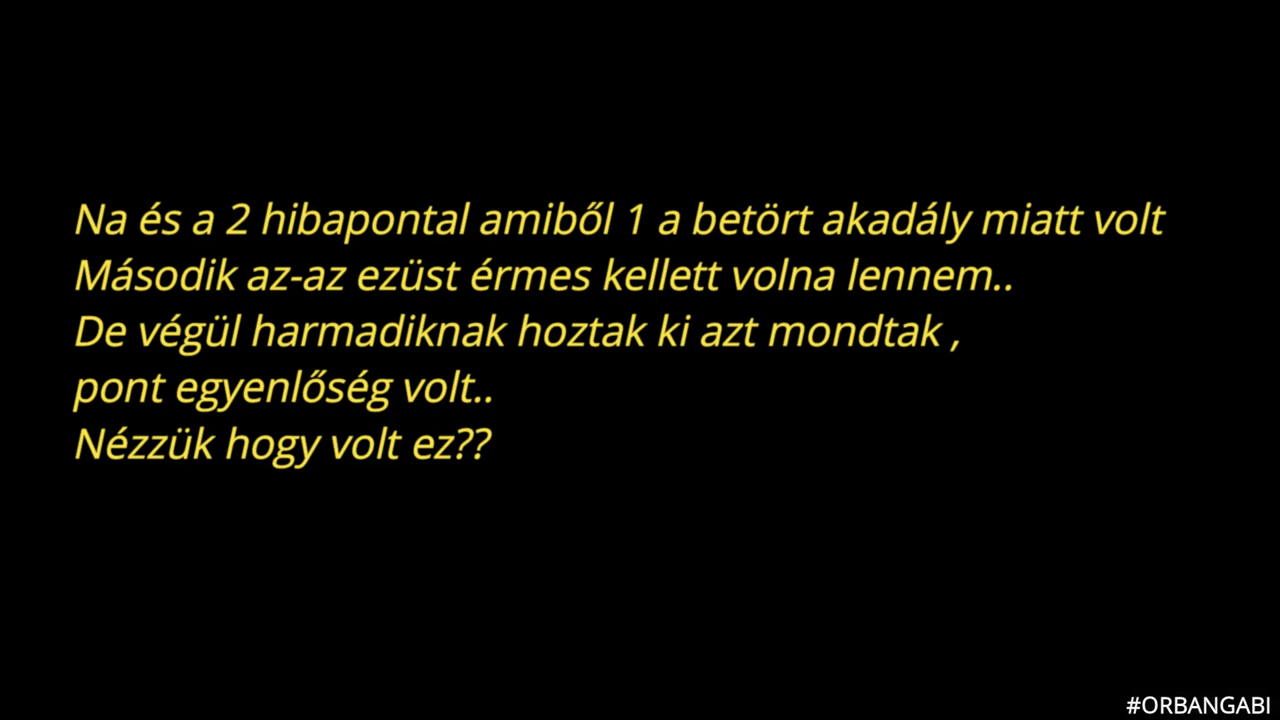 Na és a 2 hibapontal amiből 1 a betört akadály miatt volt
Második az-az ezüst érmes kellett volna lennem..
De végül harmadiknak hoztak ki azt mondtak ,
pont egyenlőség volt..
Nézzük hogy volt ez??
#ORBANGABI